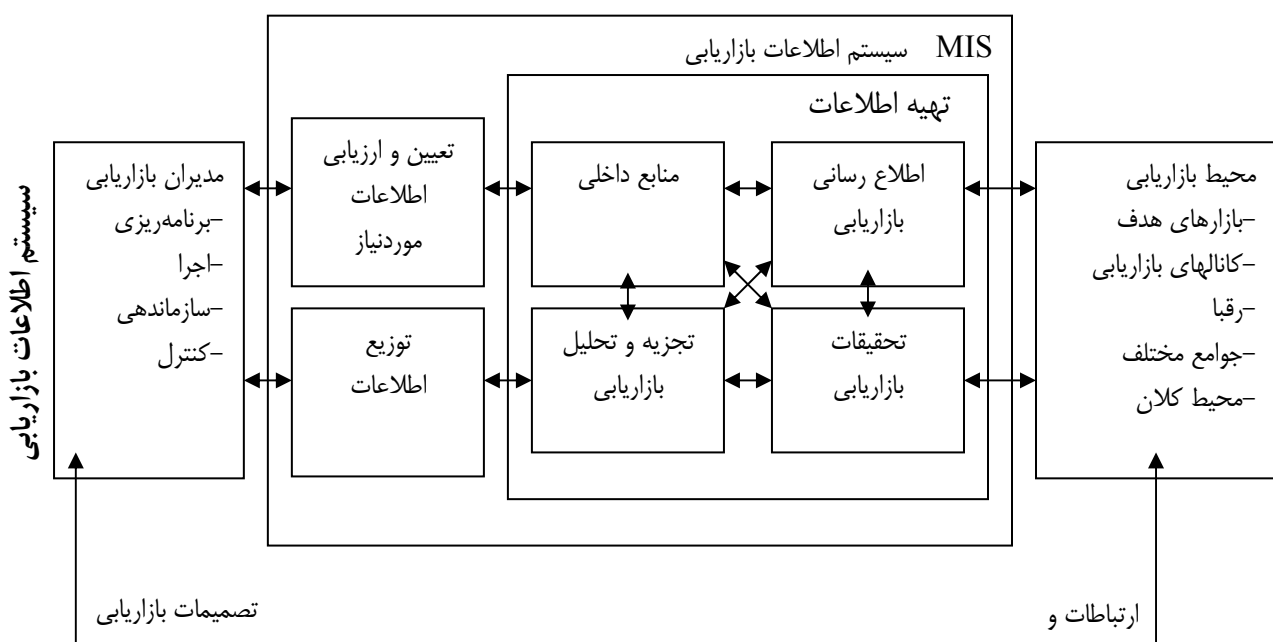 MIS سیستم اطلاعات بازاریابی
تهیه اطلاعات
محیط بازاریابی
-بازارهای هدف
-کانالهای بازاریابی
-رقبا
-جوامع مختلف
-محیط کلان
اطلاع رسانی
بازاریابی
منابع داخلی
تعیین و ارزیابی
اطلاعات
موردنیاز
مدیران بازاریابی
-برنامه‌ریزی
-اجرا
-سازماندهی
-کنترل
تحقیقات
بازاریابی
تجزیه و تحلیل
بازاریابی
توزیع
اطلاعات
سیستم اطلاعات بازاریابی
ارتباطات و
تصمیمات بازاریابی